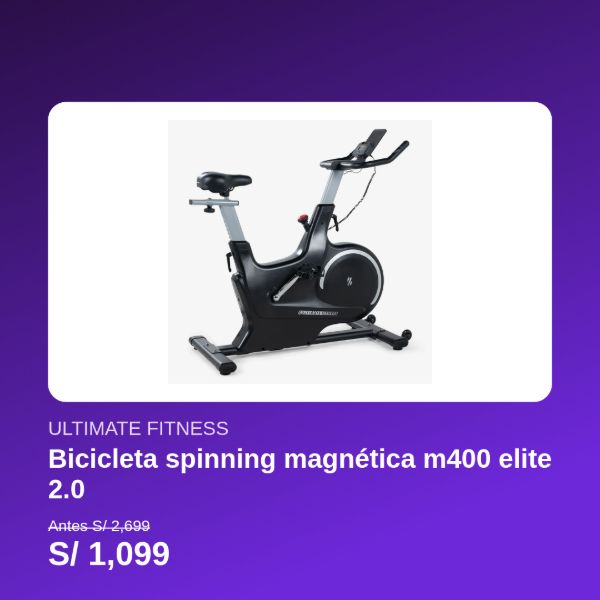 ULTIMATE FITNESS
Bicicleta spinning magnética m400 elite
2.0
Antes S/ 2,699
S/ 1,099